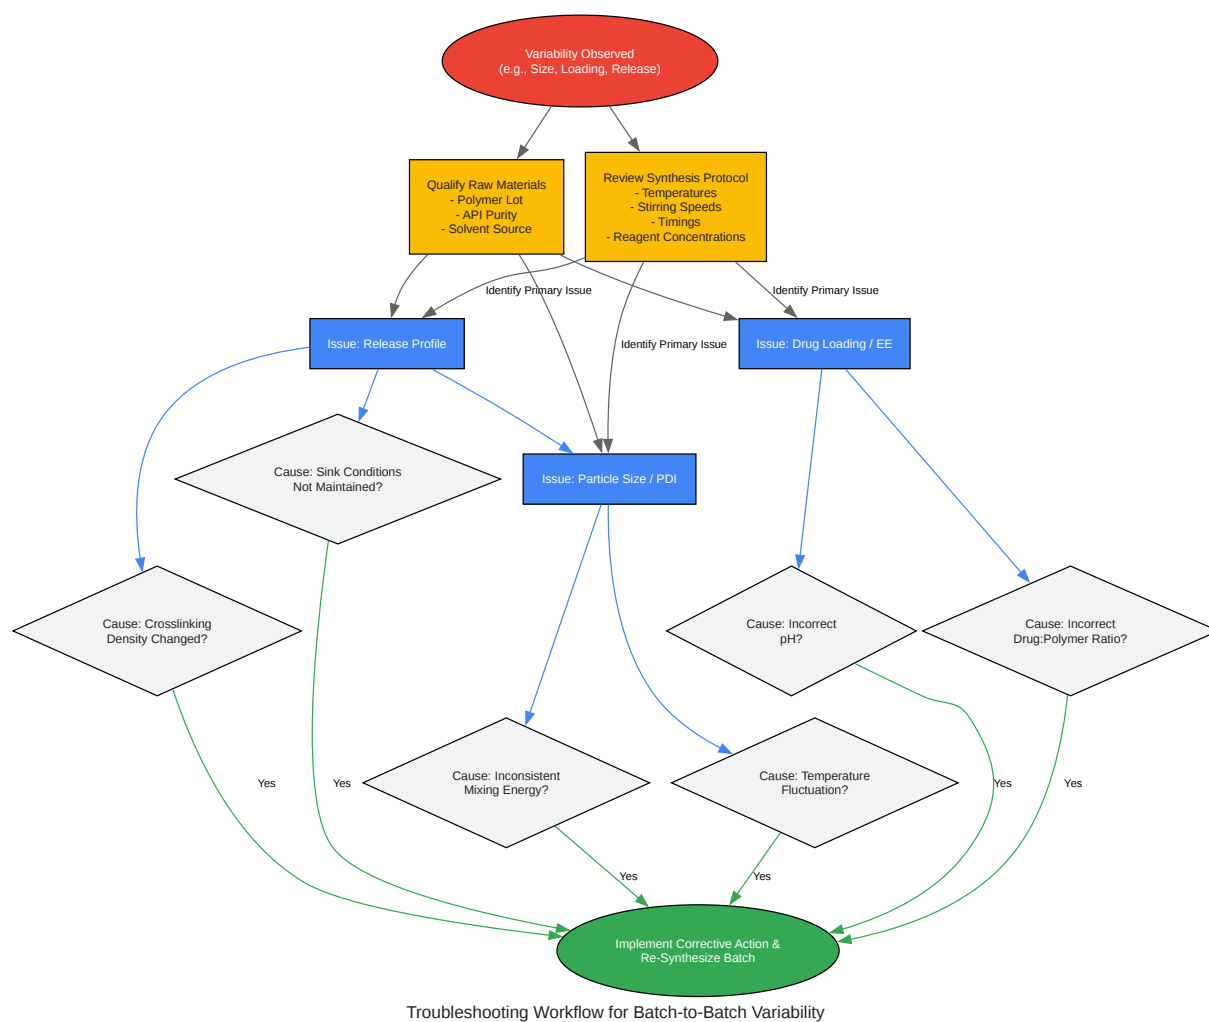 Variability Observed
(e.g., Size, Loading, Release)
Qualify Raw Materials
- Polymer Lot
- API Purity
- Solvent Source
Review Synthesis Protocol
- Temperatures
- Stirring Speeds
- Timings
- Reagent Concentrations
Identify Primary Issue
Identify Primary Issue
Identify Primary Issue
Issue: Release Profile
Issue: Drug Loading / EE
Cause: Sink Conditions
Not Maintained?
Issue: Particle Size / PDI
Cause: Crosslinking
Density Changed?
Cause: Incorrect
pH?
Cause: Incorrect
Drug:Polymer Ratio?
Cause: Inconsistent
Mixing Energy?
Cause: Temperature
Fluctuation?
Yes
Yes
Yes
Yes
Yes
Yes
Implement Corrective Action &
Re-Synthesize Batch
Troubleshooting Workflow for Batch-to-Batch Variability